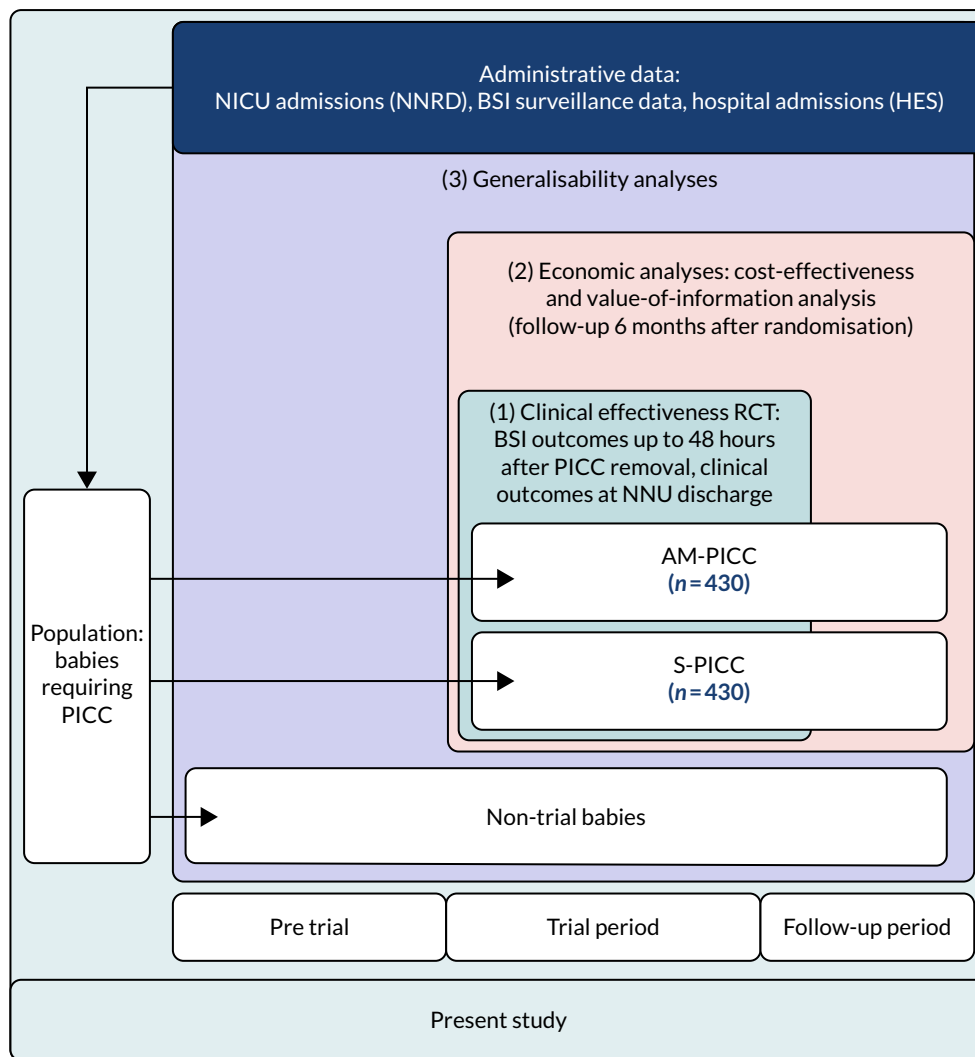 Administrative data:
NICU admissions (NNRD), BSI surveillance data, hospital admissions (HES)
(3) Generalisability analyses
(2) Economic analyses: cost-effectiveness
and value-of-information analysis
(follow-up 6 months after randomisation)
(1) Clinical effectiveness RCT:
BSI outcomes up to 48 hours
after PICC removal, clinical
outcomes at NNU discharge
AM-PICC
(n = 430)
Population:
babies
requiring
PICC
S-PICC
(n = 430)
Non-trial babies
Pre trial
Trial period
Follow-up period
Present study